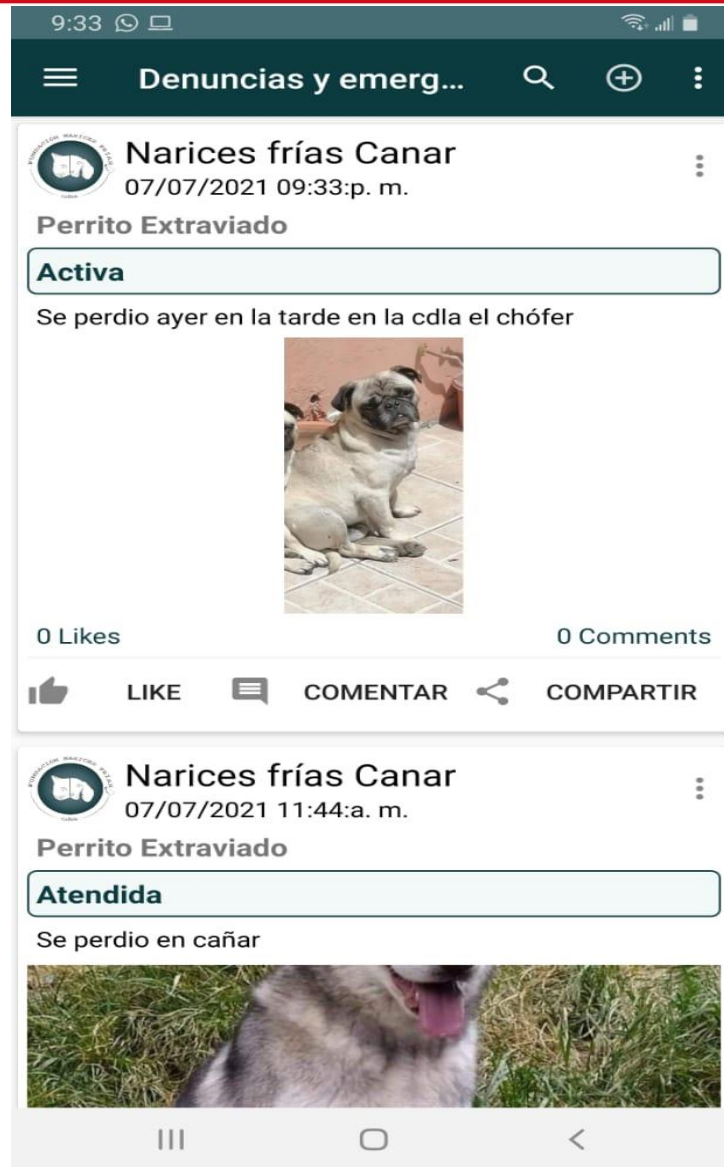 9:33
Denuncias y emerg...
Narices frías Canar
07/07/2021 09:33:p. m.
Perrito Extraviado
Activa
Se perdio ayer en la tarde en la cdla el chófer
0 Likes
0 Comments
LIKE
COMENTAR
COMPARTIR
Narices frías Canar
07/07/2021 11:44:a. m.
Perrito Extraviado
Atendida
Se perdio en cañar